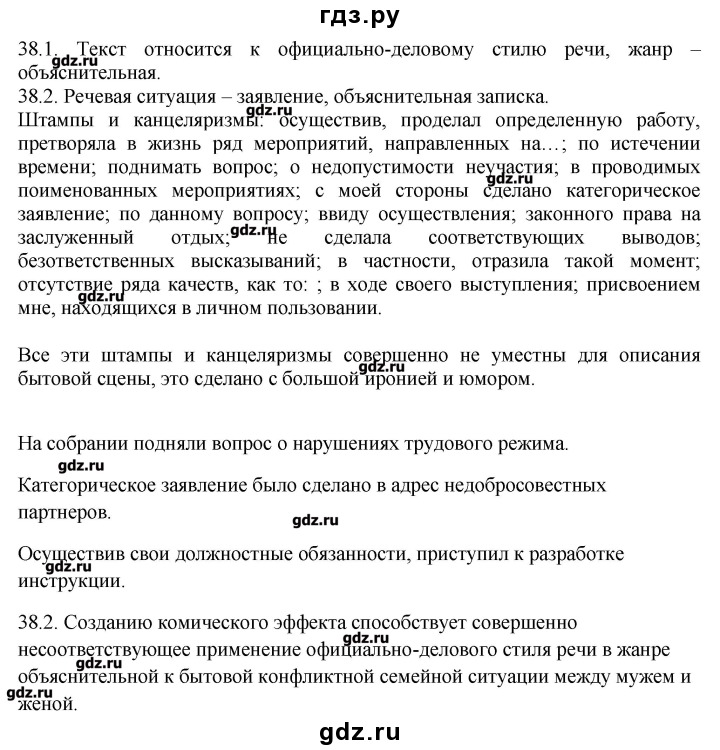 гдз.ру
38.1. Текст относится к официально-деловому стилю речи, жанр –
gdz.ru
объяснительная.
38.2. Речевая ситуация – заявление, объяснительная записка.
gdz.ru
Штампы и канцеляризмы: осуществив, проделал определенную работу,
претворяла в жизнь ряд мероприятий, направленных на…; по истечении
времени; поднимать вопрос; о недопустимости неучастия; в проводимых
gdz.ru
поименованных мероприятиях; с моей стороны сделано категорическое
заявление; по данному вопросу; ввиду осуществления; законного права на
gdz.ru
заслуженный отдых; не сделала соответствующих выводов;
безответственных высказываний; в частности, отразила такой момент;
отсутствие ряда качеств, как то: ; в ходе своего выступления; присвоением
gdz.ru
мне, находящихся в личном пользовании.
Все эти штампы и канцеляризмы совершенно не уместны для описания
gdz.ru
бытовой сцены, это сделано с большой иронией и юмором.
На собрании подняли вопрос о нарушениях трудового режима.
gdz.ru
Категорическое заявление было сделано в адрес недобросовестных
партнеров.
gdz.ru
Осуществив свои должностные обязанности, приступил к разработке
gdz.ru
инструкции.
38.2. Созданию комического эффекта способствует совершенно
gdz.ru
несоответствующее применение официально-делового стиля речи в жанре
gdz.ru
объяснительной к бытовой конфликтной семейной ситуации между мужем и
gdz.ru
женой.
gdz.ru